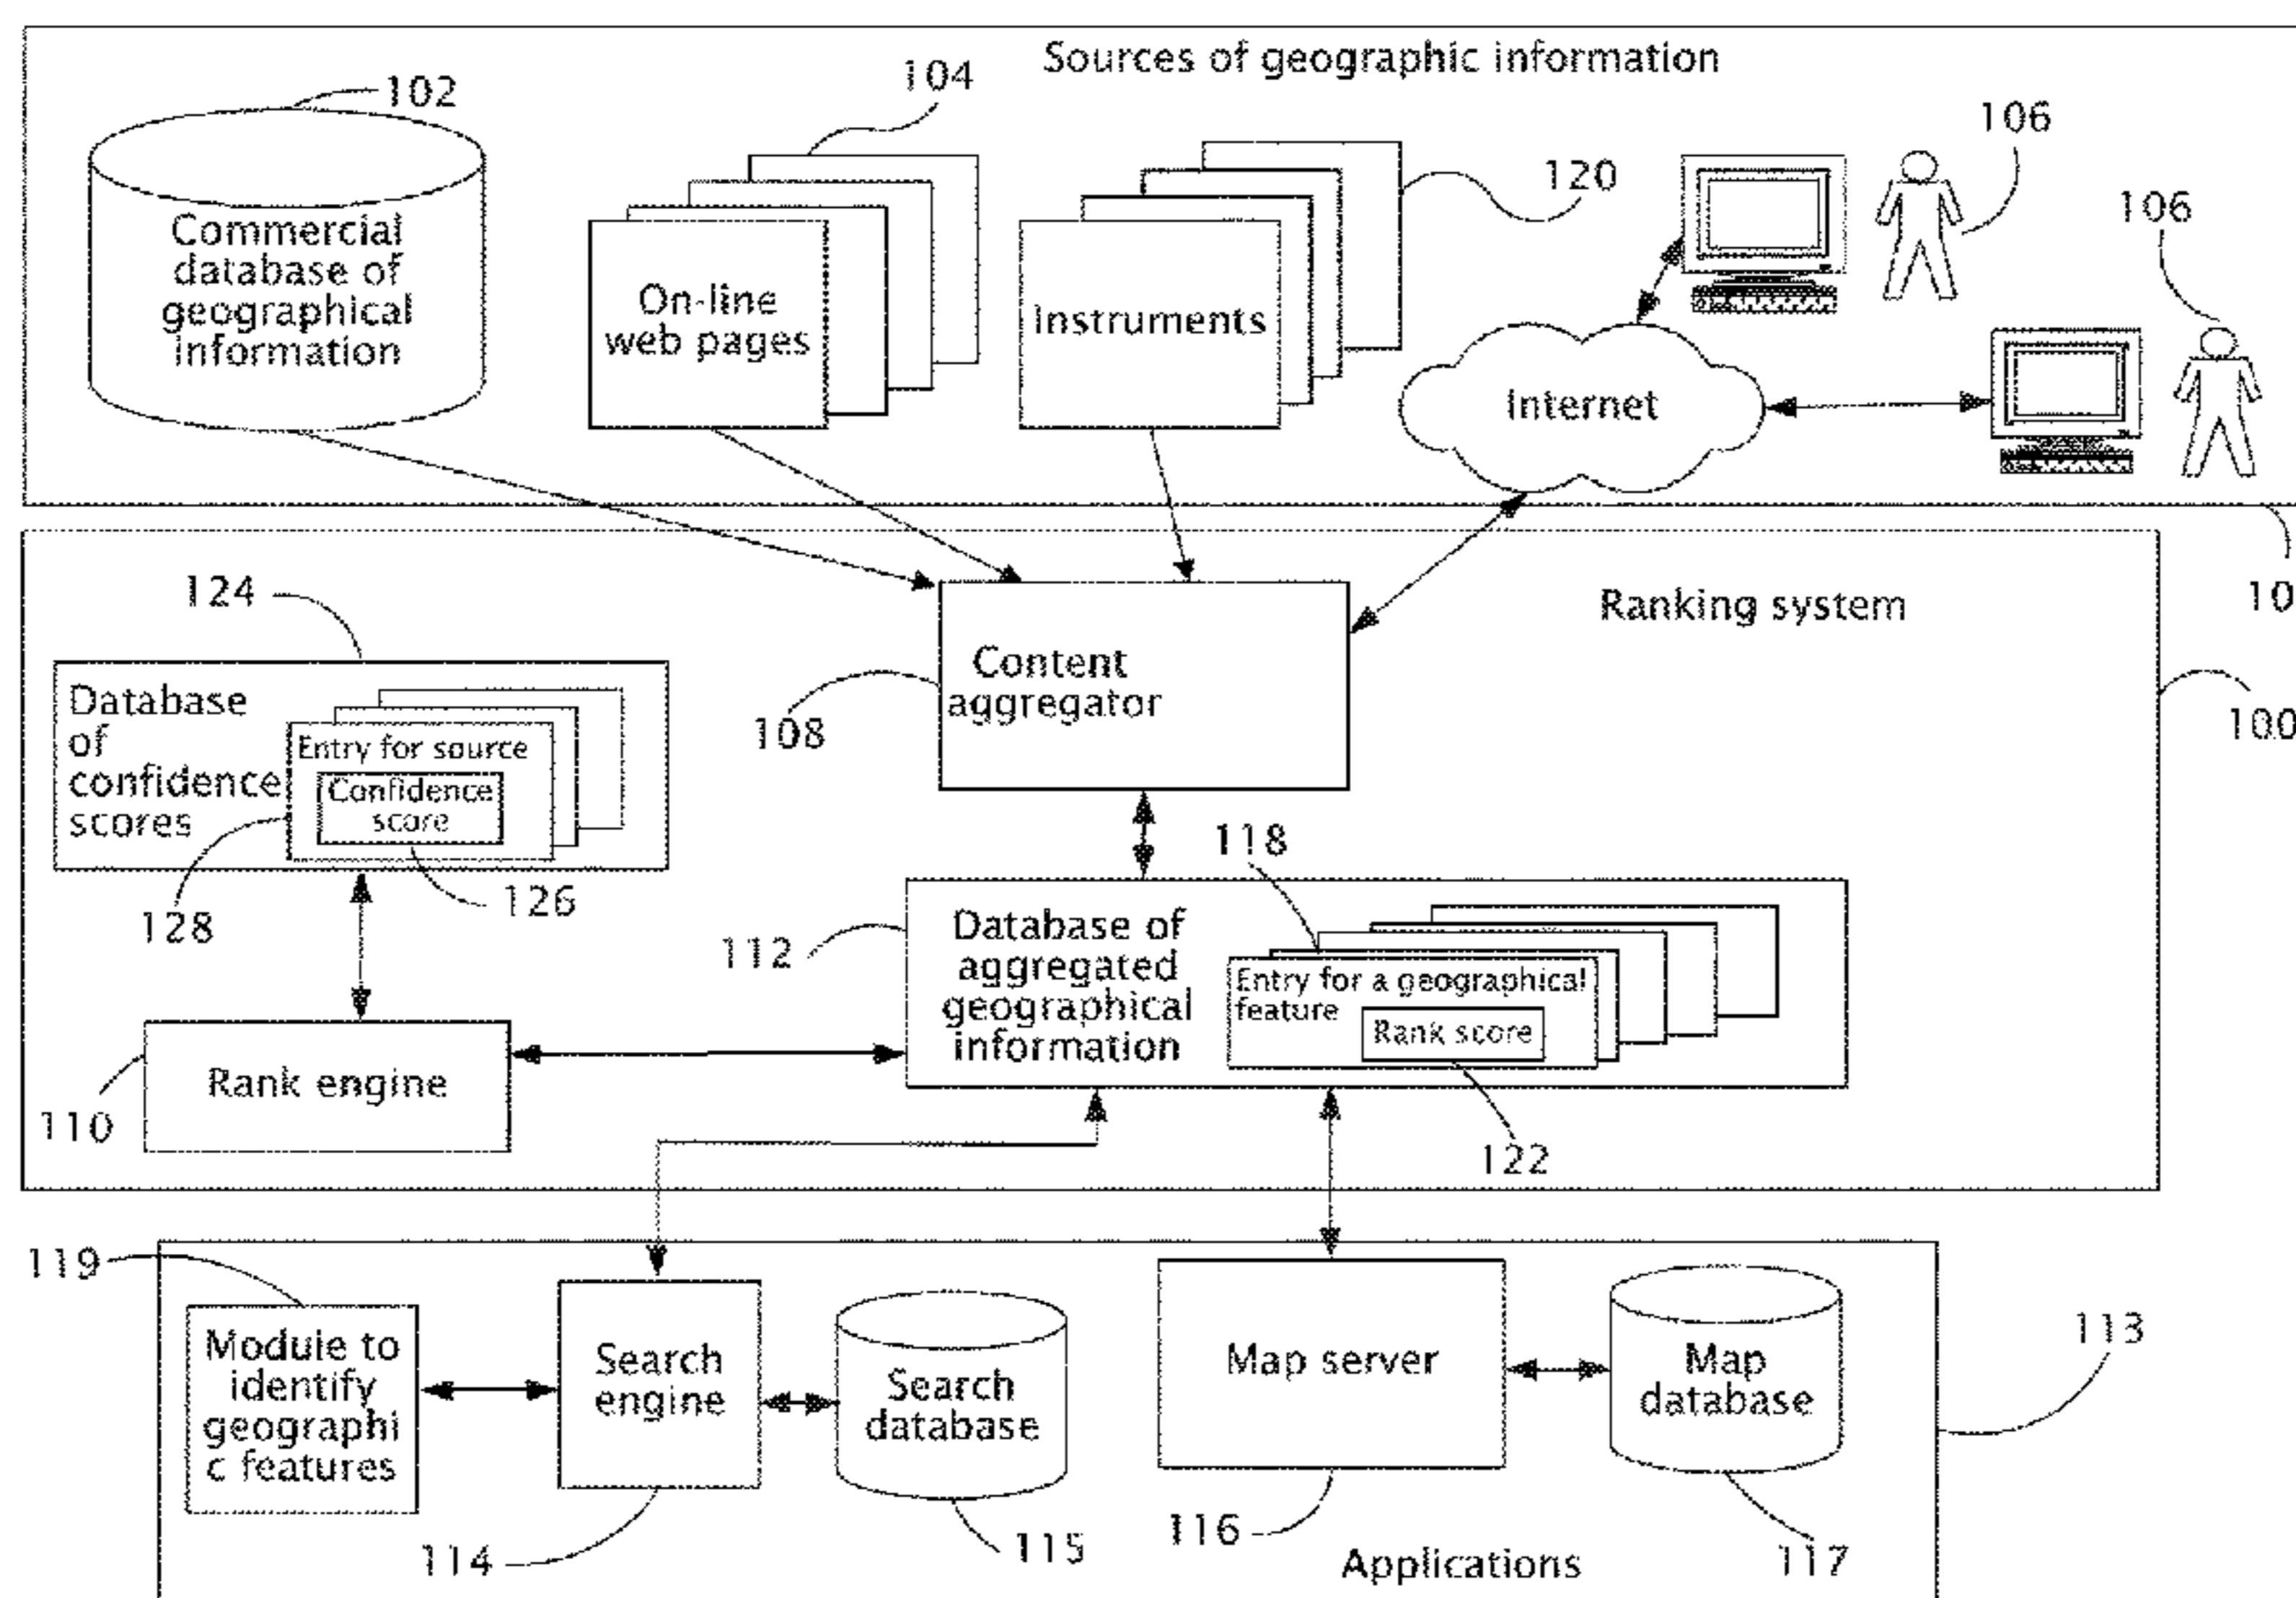 Sources of geographic information
102
104
106
120
106
Commercial
database of
geographical
information
On-line
web pages
Instruments
Internet
10
124
Ranking system
Content
aggregator
108
100
Database
of
confidence
scores
Entry for source
Confidence
score
118
128
126
112
Database of
aggregated
geographical
information
Entry for a geographical
feature
Rank score
Rank engine
110
122
119
113
Module to
identify
geographi
c features
Search
engine
Search
database
Map server
Map
database
114
115
116
117
Applications